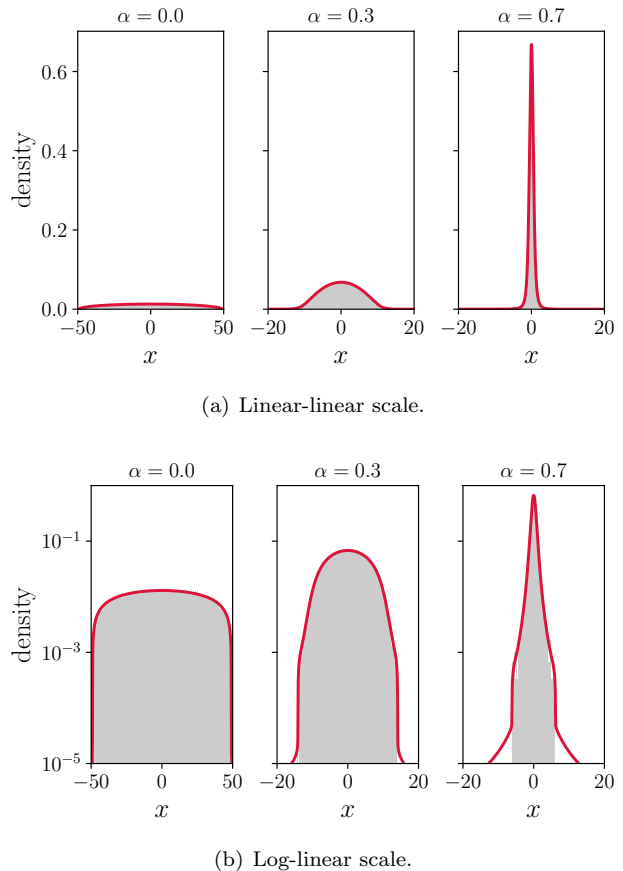 α = 0.0 α = 0.3 α = 0.7
0.6
0.4
0.2
0.0
density
−50 0 50 −20 0 20 −20 0 20
x x x
(a) Linear-linear scale.
α = 0.0 α = 0.3 α = 0.7
10⁻¹
10⁻³
10⁻⁵
density
−50 0 50 −20 0 20 −20 0 20
x x x
(b) Log-linear scale.